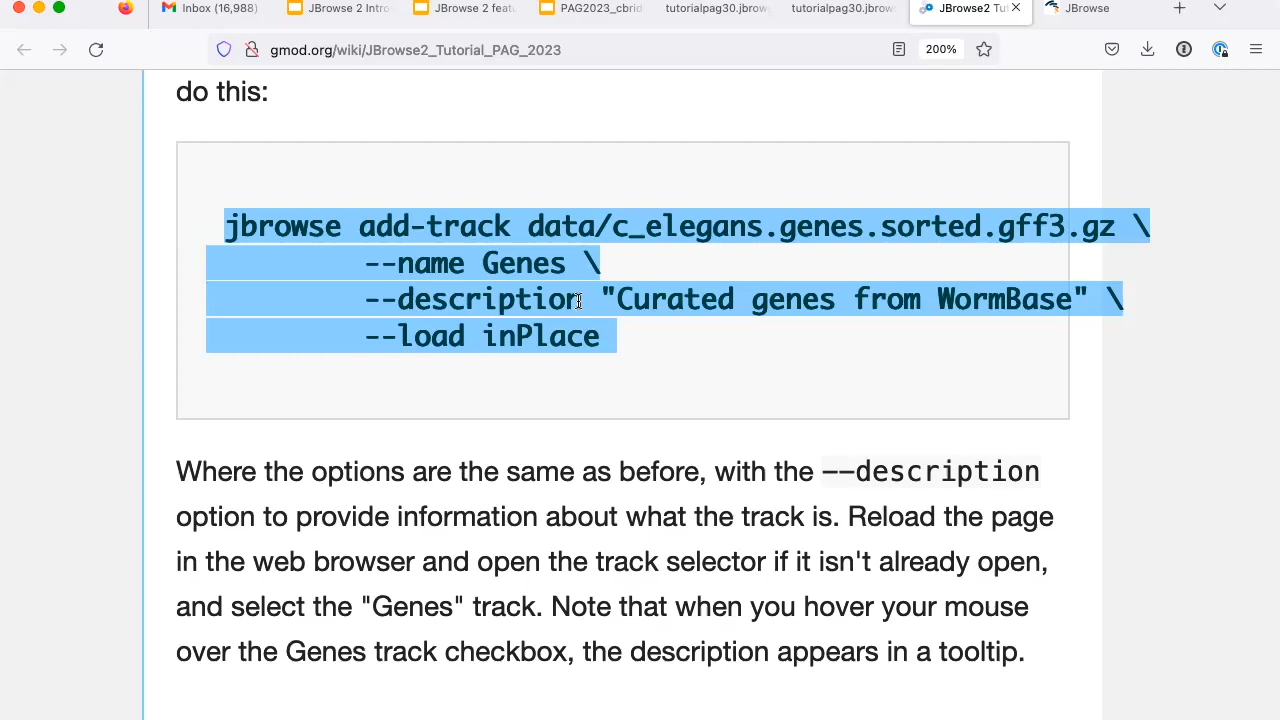 Inbox (16,988)
JBrowse 2 Intro
JBrowse 2 feat
PAG2023_cbrid
tutorialpag30.jbrow
tutorialpag30.jbrow
JBrowse2 Tu
JBrowse
gmod.org/wiki/JBrowse2_Tutorial_PAG_2023
200%
do this:
jbrowse add-track data/c_elegans.genes.sorted.gff3.gz \
--name Genes \
--description "Curated genes from WormBase" \
--load inPlace
Where the options are the same as before, with the --description
option to provide information about what the track is. Reload the page
in the web browser and open the track selector if it isn't already open,
and select the "Genes" track. Note that when you hover your mouse
over the Genes track checkbox, the description appears in a tooltip.